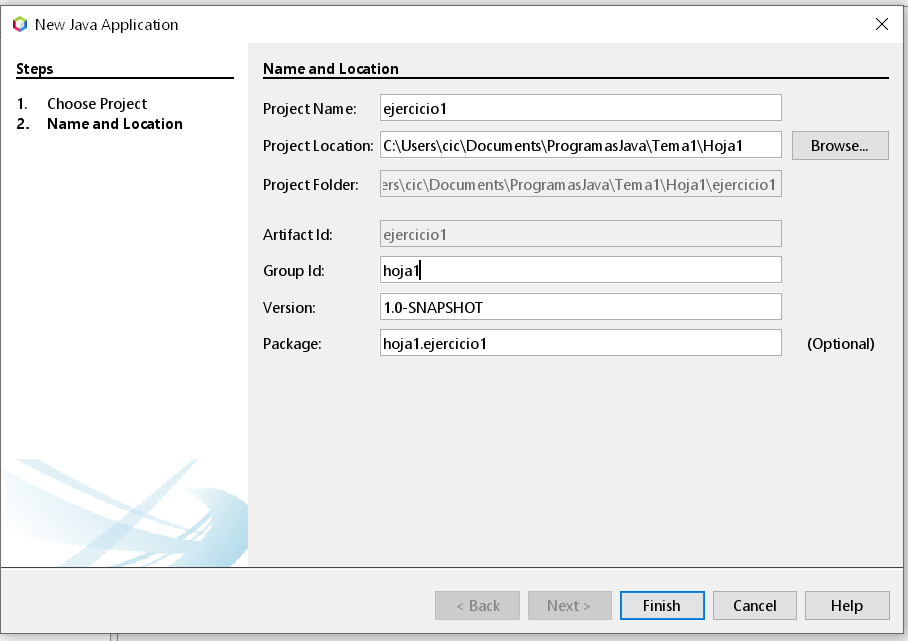 New Java Application
Steps
1. Choose Project
2. Name and Location
Name and Location
Project Name: ejercicio1
Project Location: C:\Users\cic\Documents\ProgramasJava\Tema1\Hoja1 Browse...
Project Folder: ers\cic\Documents\ProgramasJava\Tema1\Hoja1\ejercicio1
Artifact Id: ejercicio1
Group Id: hoja1
Version: 1.0-SNAPSHOT
Package: hoja1.ejercicio1 (Optional)
< Back Next > Finish Cancel Help